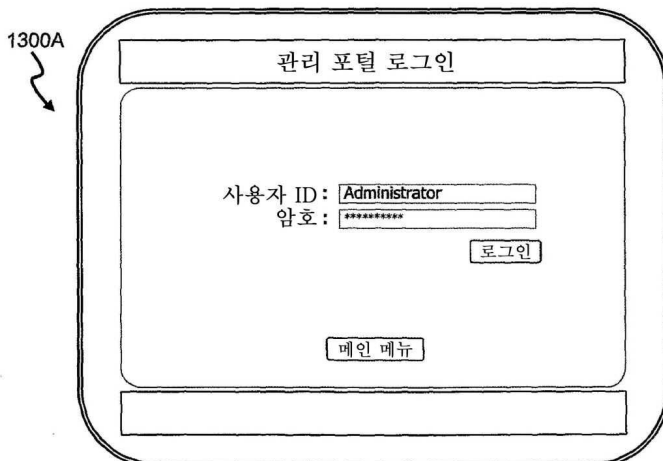 1300A
관리 포털 로그인
사용자 ID: Administrator
암호: **********
로그인
메인 메뉴